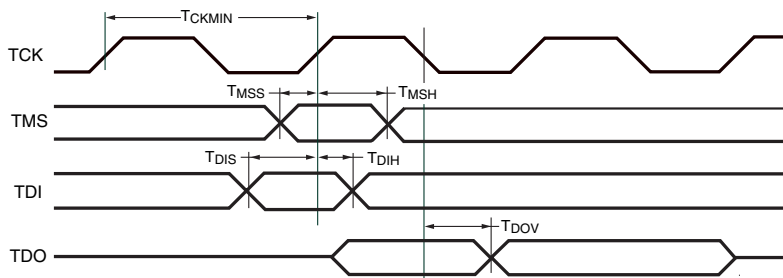 TCKMIN
TCK
TMSS TMSH
TMS
TDIS TDIH
TDI
TDOV
TDO